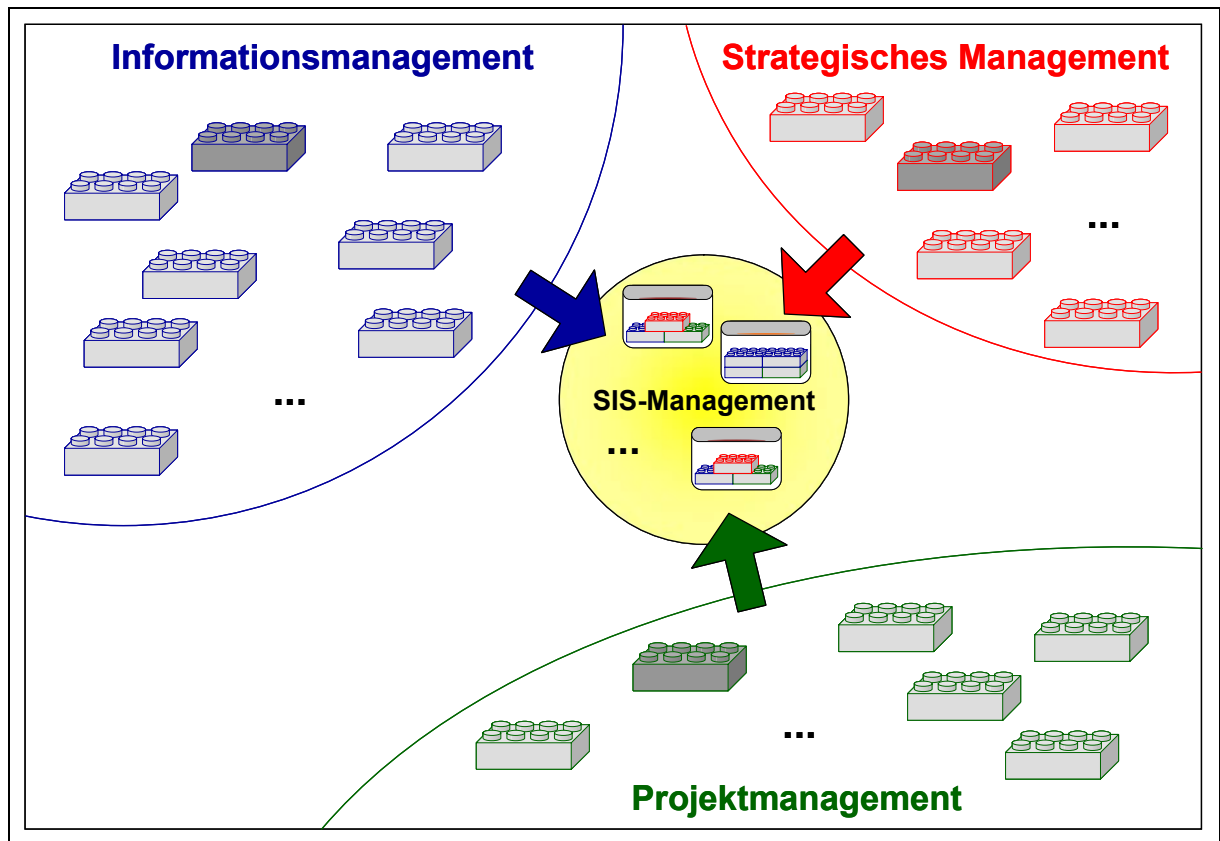 Informationsmanagement
Strategisches Management
...
...
SIS-Management
...
...
Projektmanagement